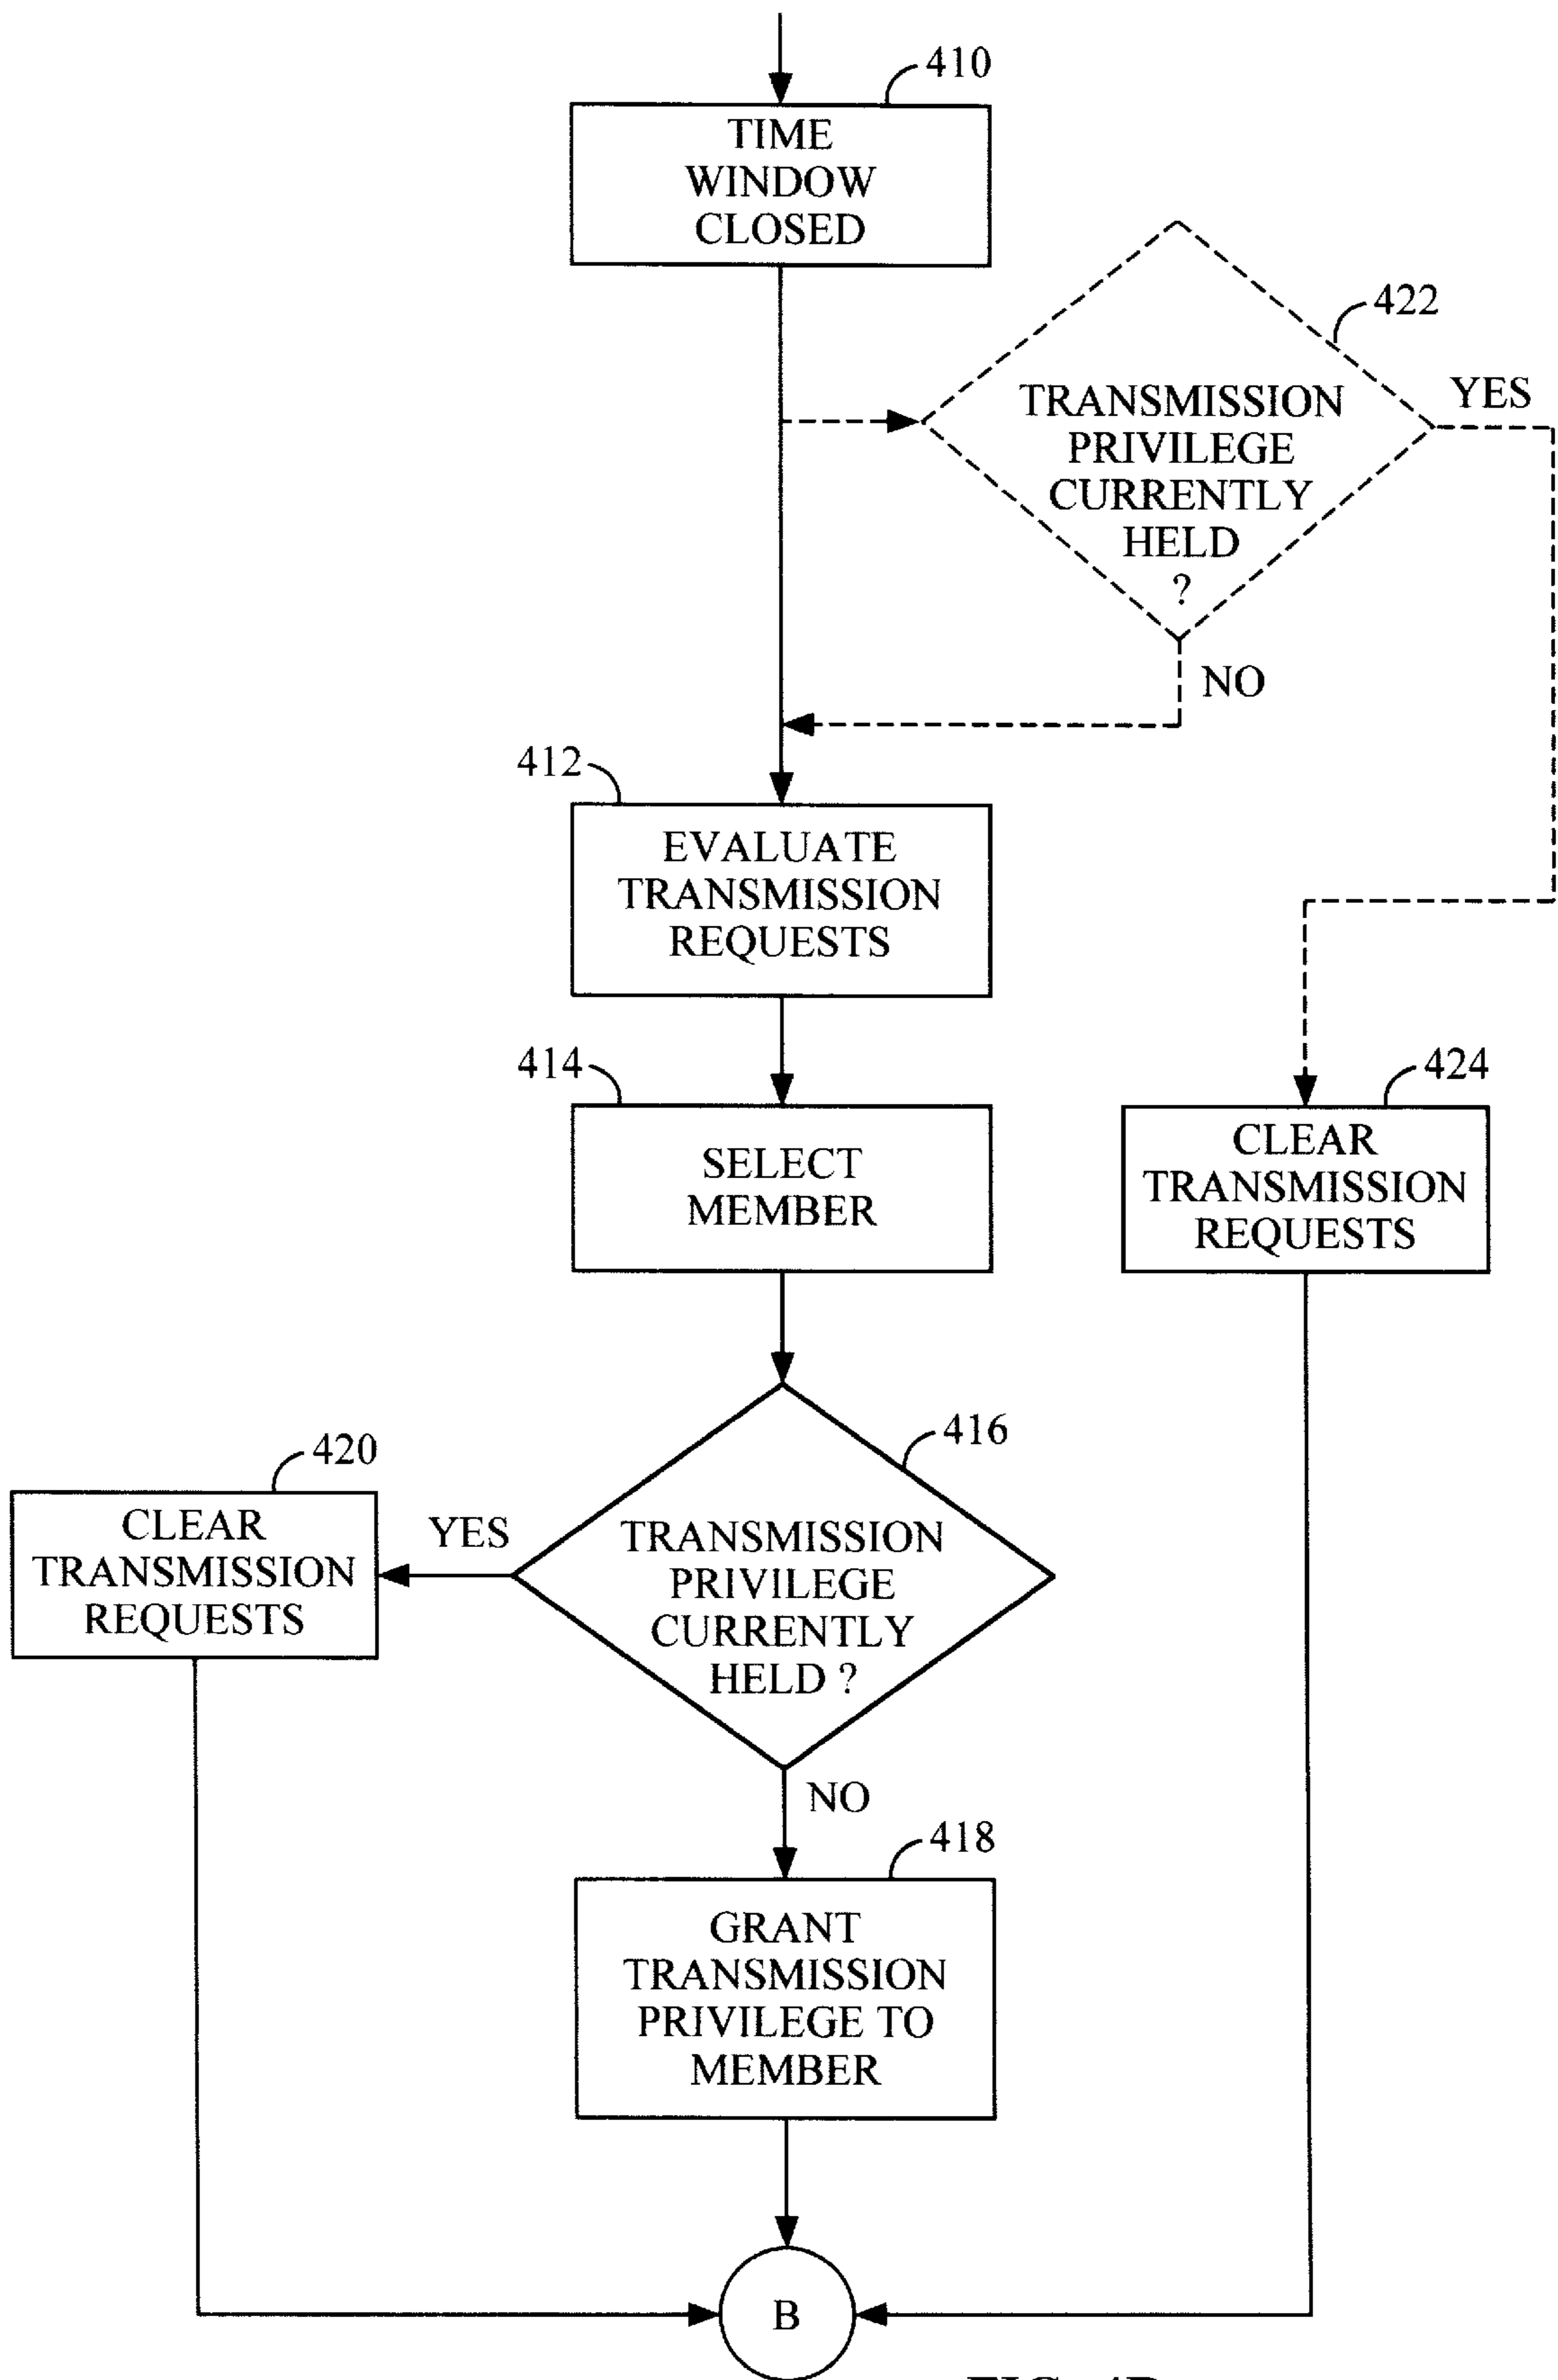 410
TIME
WINDOW
CLOSED
422
TRANSMISSION
PRIVILEGE
CURRENTLY
HELD
?
YES
NO
412
EVALUATE
TRANSMISSION
REQUESTS
414
SELECT
MEMBER
424
CLEAR
TRANSMISSION
REQUESTS
416
TRANSMISSION
PRIVILEGE
CURRENTLY
HELD ?
YES
420
CLEAR
TRANSMISSION
REQUESTS
NO
418
GRANT
TRANSMISSION
PRIVILEGE TO
MEMBER
B